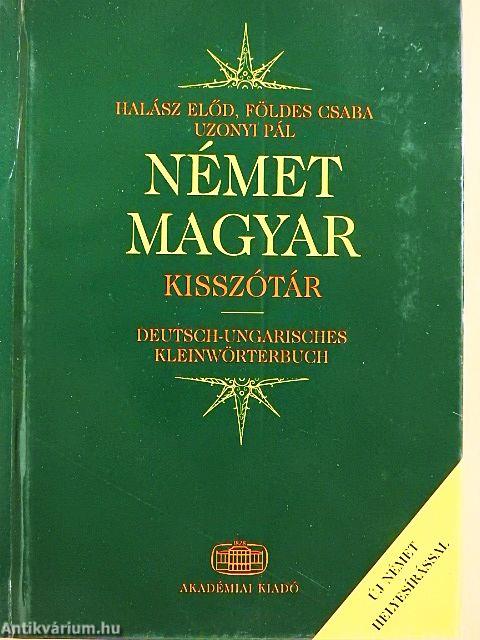 HALÁSZ ELŐD, FÖLDES CSABA
UZONYI PÁL
NÉMET
MAGYAR
KISSZÓTÁR
DEUTSCH-UNGARISCHES
KLEINWÖRTERBUCH
1828
AKADÉMIAI KIADÓ
ÚJ NÉMET
HELYESÍRÁSSAL
Antikvárium.hu